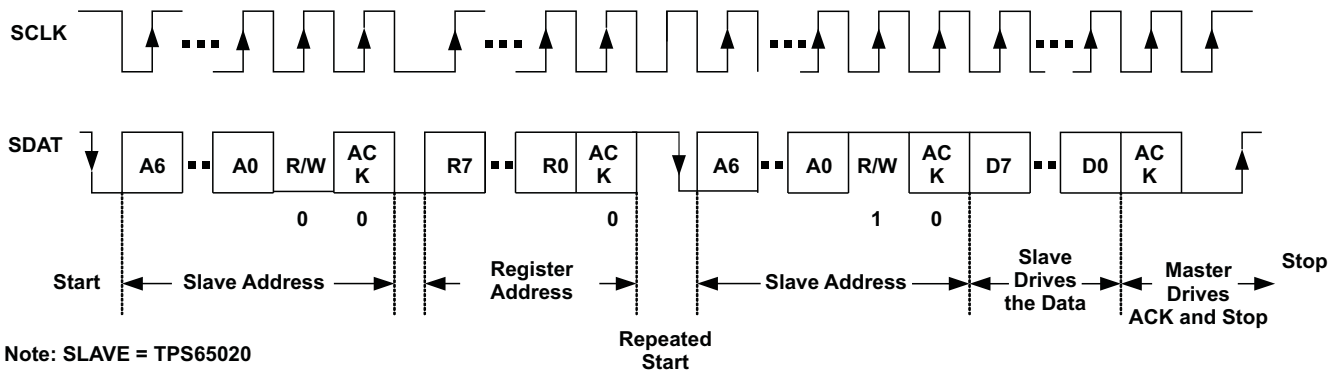 SCLK
SDAT
A6 A0 R/W AC K R7 R0 AC K A6 A0 R/W AC K D7 D0 AC K
0 0 0 1 0
Start
Slave Address
Register
Address
Repeated
Start
Slave Address
Slave
Drives
the Data
Master
Drives
ACK and Stop
Stop
Note: SLAVE = TPS65020